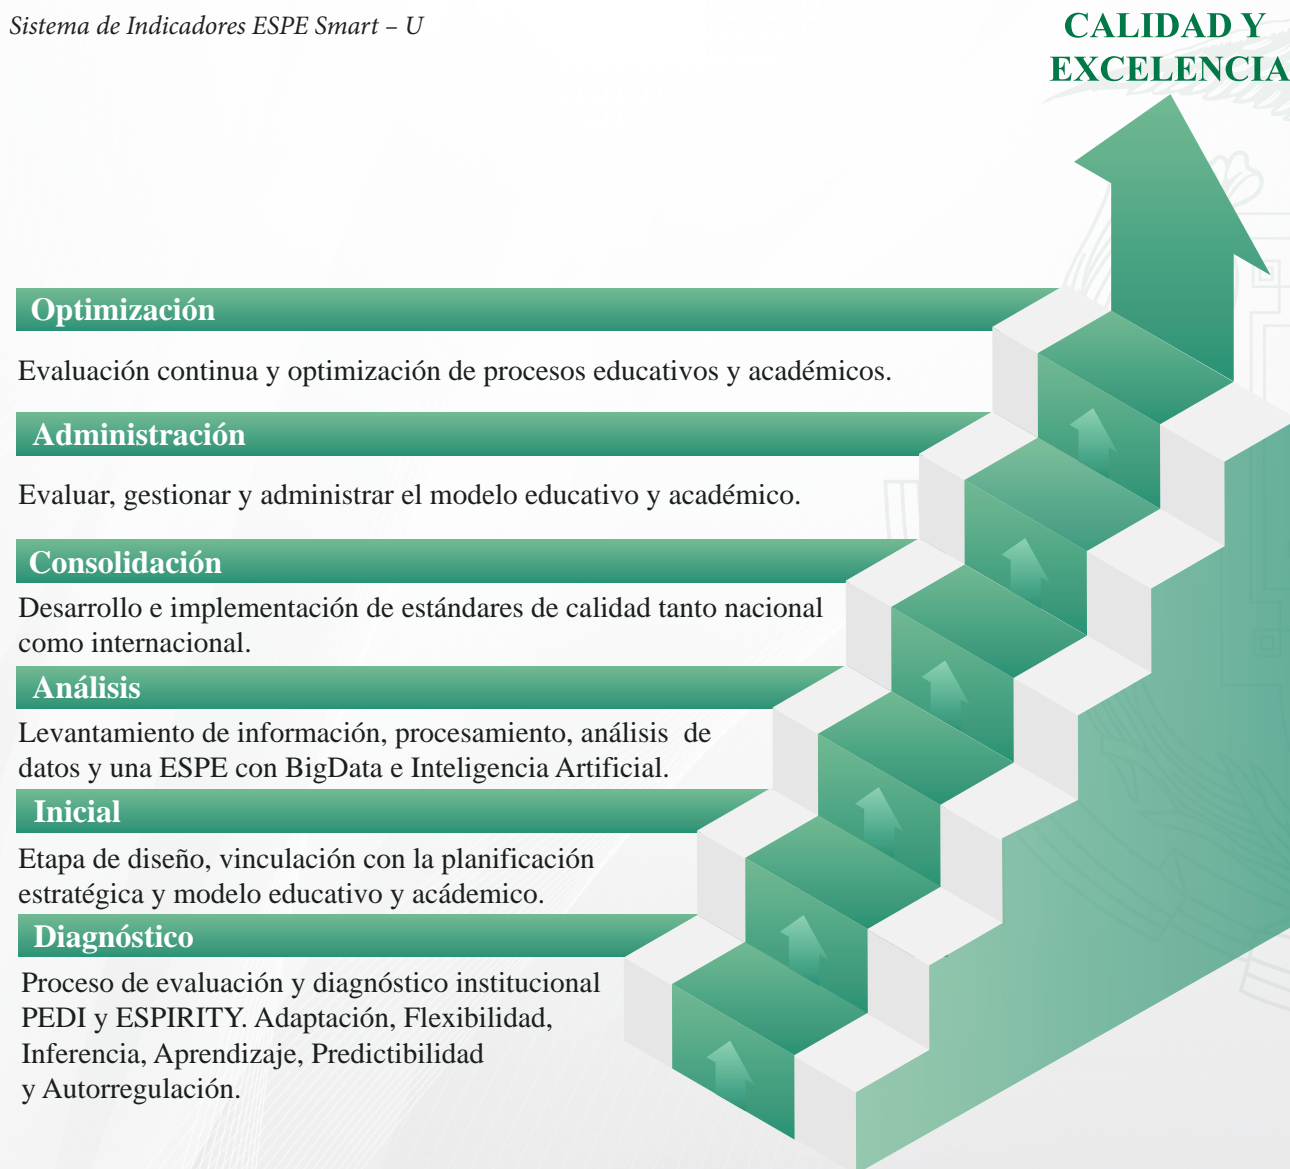 Sistema de Indicadores ESPE Smart – U
CALIDAD Y
EXCELENCIA
Optimización
Evaluación continua y optimización de procesos educativos y académicos.
Administración
Evaluar, gestionar y administrar el modelo educativo y académico.
Consolidación
Desarrollo e implementación de estándares de calidad tanto nacional
como internacional.
Análisis
Levantamiento de información, procesamiento, análisis de
datos y una ESPE con BigData e Inteligencia Artificial.
Inicial
Etapa de diseño, vinculación con la planificación
estratégica y modelo educativo y acádemico.
Diagnóstico
Proceso de evaluación y diagnóstico institucional
PEDI y ESPIRITY. Adaptación, Flexibilidad,
Inferencia, Aprendizaje, Predictibilidad
y Autorregulación.